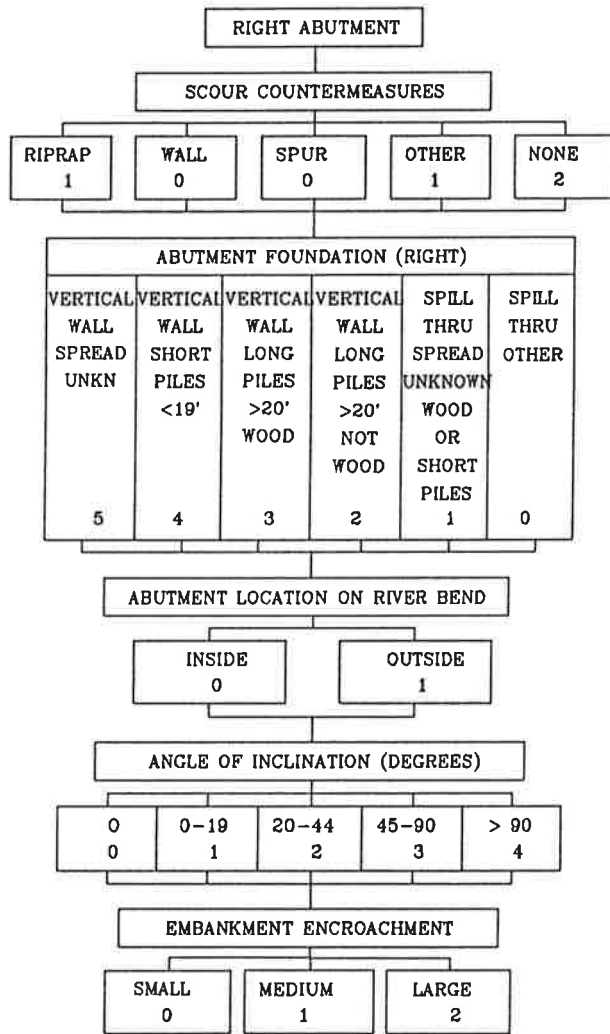 RIGHT ABUTMENT
SCOUR COUNTERMEASURES
RIPRAP WALL SPUR OTHER NONE
1 0 0 1 2
ABUTMENT FOUNDATION (RIGHT)
VERTICAL VERTICAL VERTICAL VERTICAL SPILL SPILL
WALL WALL WALL WALL THRU THRU
SPREAD SHORT LONG LONG SPREAD OTHER
UNKN PILES PILES PILES UNKNOWN
<19' >20' >20' WOOD
WOOD NOT OR
WOOD SHORT
PILES
5 4 3 2 1 0
ABUTMENT LOCATION ON RIVER BEND
INSIDE OUTSIDE
0 1
ANGLE OF INCLINATION (DEGREES)
0 0-19 20-44 45-90 > 90
0 1 2 3 4
EMBANKMENT ENCROACHMENT
SMALL MEDIUM LARGE
0 1 2